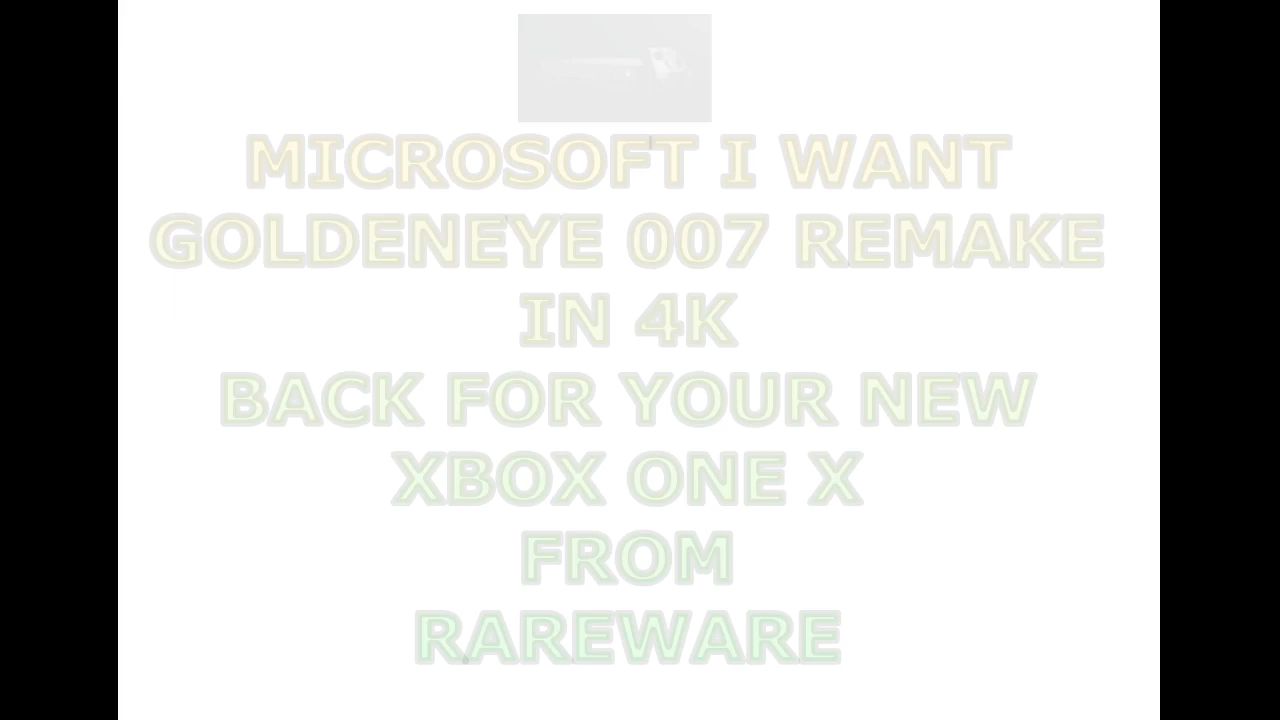 MICROSOFT I WANT
GOLDENEYE 007 REMAKE
IN 4K
BACK FOR YOUR NEW
XBOX ONE X
FROM
RAREWARE